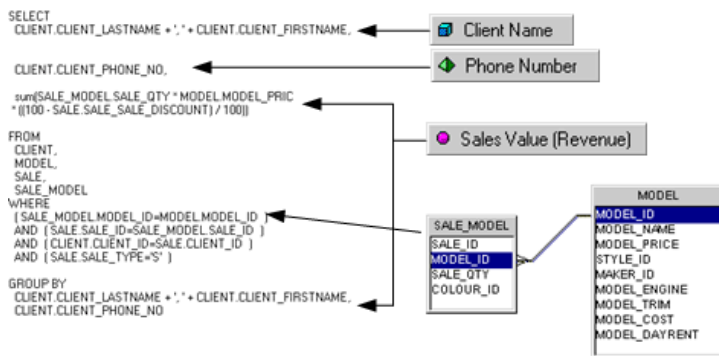 SELECT
CLIENT.CLIENT_LASTNAME + ', ' + CLIENT.CLIENT_FIRSTNAME,
CLIENT.CLIENT_PHONE_NO,
sum(SALE_MODEL.SALE_QTY * MODEL.MODEL_PRIC
* ((100 - SALE.SALE_SALE_DISCOUNT) / 100))
FROM
CLIENT,
MODEL,
SALE,
SALE_MODEL
WHERE
( SALE_MODEL.MODEL_ID=MODEL.MODEL_ID )
AND ( SALE.SALE_ID=SALE_MODEL.SALE_ID )
AND ( CLIENT.CLIENT_ID=SALE.CLIENT_ID )
AND ( SALE.SALE_TYPE='S' )
GROUP BY
CLIENT.CLIENT_LASTNAME + ', ' + CLIENT.CLIENT_FIRSTNAME,
CLIENT.CLIENT_PHONE_NO
Client Name
Phone Number
Sales Value (Revenue)
SALE_MODEL
SALE_ID
MODEL_ID
SALE_QTY
COLOUR_ID
MODEL
MODEL_ID
MODEL_NAME
MODEL_PRICE
STYLE_ID
MAKER_ID
MODEL_ENGINE
MODEL_TRIM
MODEL_COST
MODEL_DAYRENT